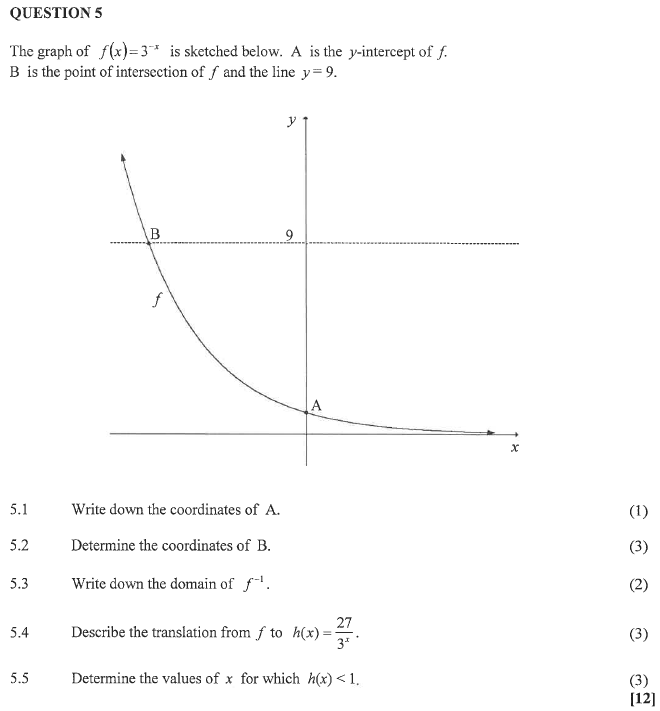 QUESTION 5
The graph of f(x)=3⁻ˣ is sketched below. A is the y-intercept of f.
B is the point of intersection of f and the line y = 9.
y
B
9
f
A
x
5.1 Write down the coordinates of A. (1)
5.2 Determine the coordinates of B. (3)
5.3 Write down the domain of f⁻¹. (2)
5.4 Describe the translation from f to h(x) = 27/3ˣ. (3)
5.5 Determine the values of x for which h(x) < 1. (3)
[12]